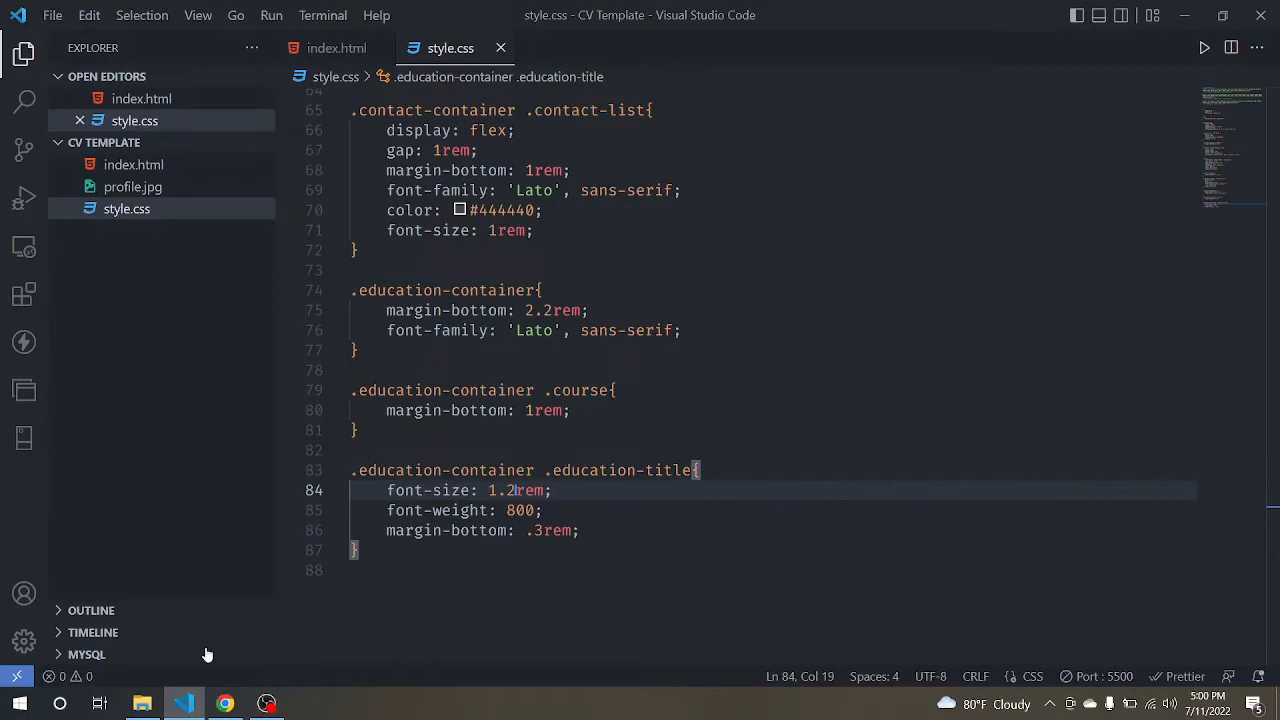 File Edit Selection View Go Run Terminal Help style.css - CV Template - Visual Studio Code
EXPLORER
OPEN EDITORS
index.html
style.css
CV TEMPLATE
index.html
profile.jpg
style.css
OUTLINE
TIMELINE
MYSQL
index.html style.css
style.css > .education-container .education-title
64
65 .contact-container .contact-list{
66 display: flex;
67 gap: 1rem;
68 margin-bottom: 1rem;
69 font-family: 'Lato', sans-serif;
70 color: #444440;
71 font-size: 1rem;
72 }
73
74 .education-container{
75 margin-bottom: 2.2rem;
76 font-family: 'Lato', sans-serif;
77 }
78
79 .education-container .course{
80 margin-bottom: 1rem;
81 }
82
83 .education-container .education-title{
84 font-size: 1.2rem;
85 font-weight: 800;
86 margin-bottom: .3rem;
87 }
88
0 0 Ln 84, Col 19 Spaces: 4 UTF-8 CRLF CSS Port : 5500 Prettier
80°F Cloudy 5:00 PM
7/11/2022 5